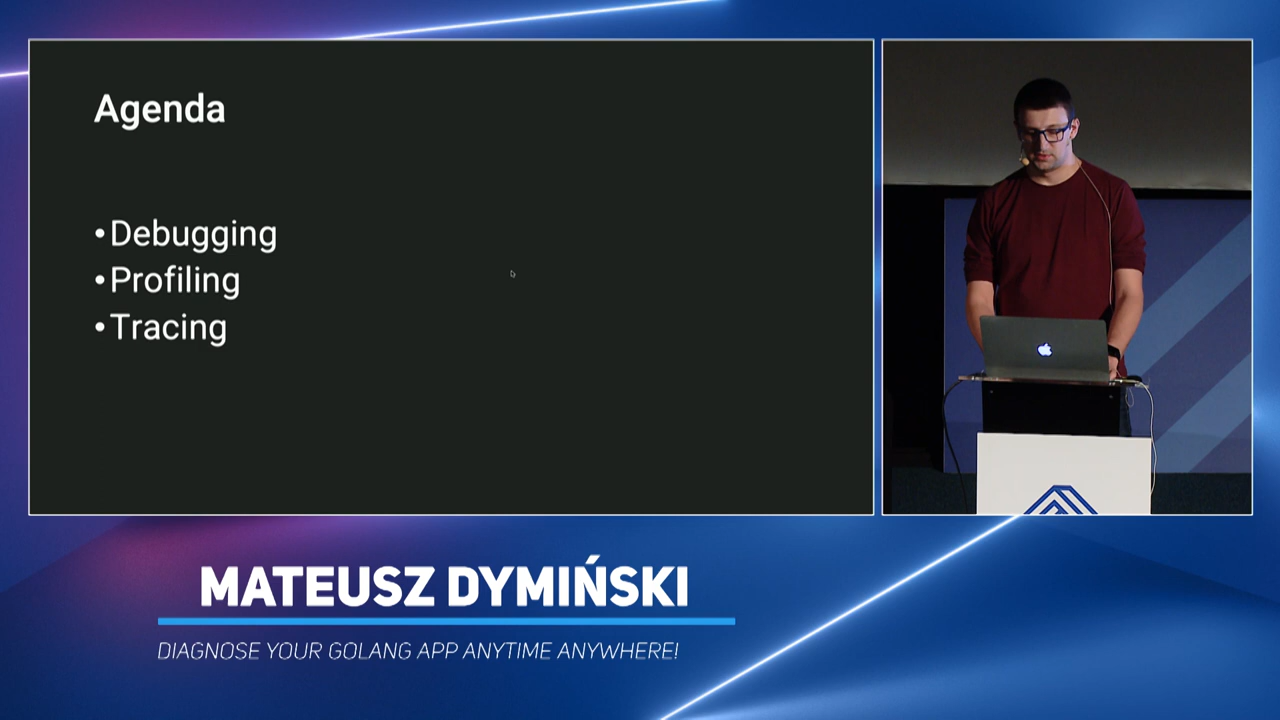 Agenda
• Debugging
• Profiling
• Tracing
MATEUSZ DYMIŃSKI
DIAGNOSE YOUR GOLANG APP ANYTIME ANYWHERE!